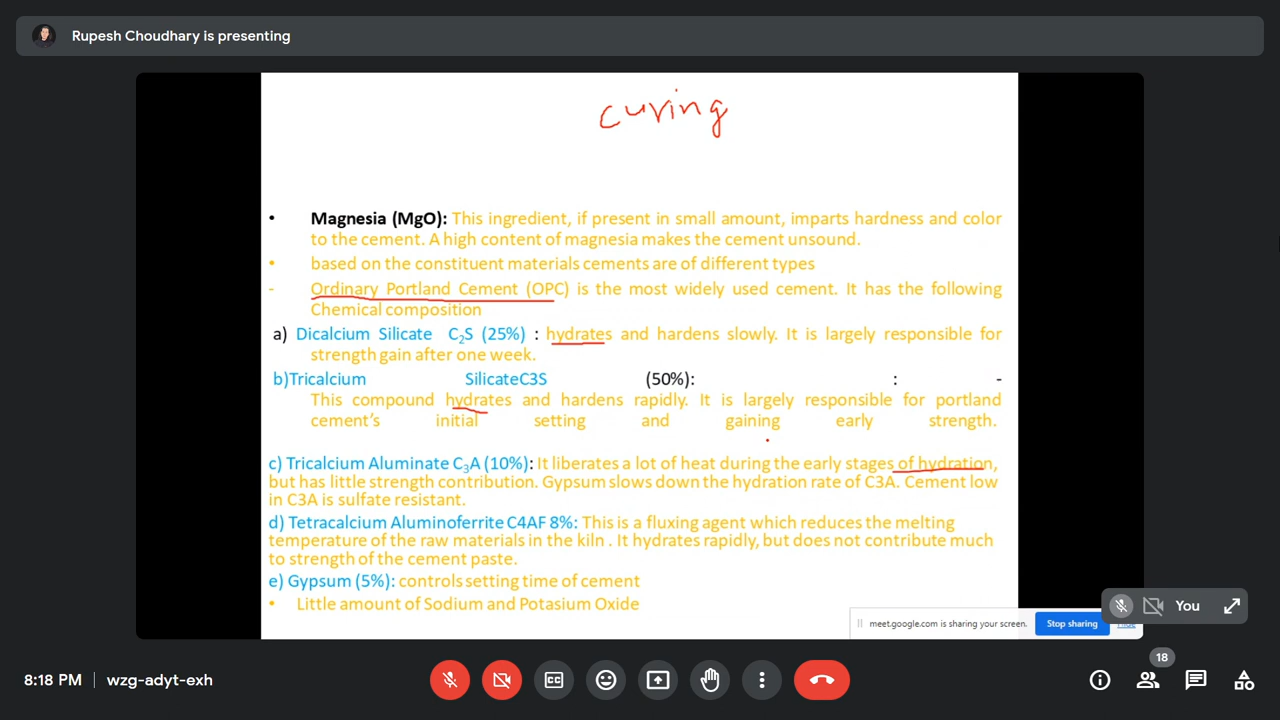 Rupesh Choudhary is presenting
curing
• Magnesia (MgO): This ingredient, if present in small amount, imparts hardness and color
to the cement. A high content of magnesia makes the cement unsound.
• based on the constituent materials cements are of different types
- Ordinary Portland Cement (OPC) is the most widely used cement. It has the following
Chemical composition
a) Dicalcium Silicate C₂S (25%) : hydrates and hardens slowly. It is largely responsible for
strength gain after one week.
b)Tricalcium SilicateC3S (50%): : -
This compound hydrates and hardens rapidly. It is largely responsible for portland
cement’s initial setting and gaining early strength.
c) Tricalcium Aluminate C₃A (10%): It liberates a lot of heat during the early stages of hydration,
but has little strength contribution. Gypsum slows down the hydration rate of C3A. Cement low
in C3A is sulfate resistant.
d) Tetracalcium Aluminoferrite C4AF 8%: This is a fluxing agent which reduces the melting
temperature of the raw materials in the kiln . It hydrates rapidly, but does not contribute much
to strength of the cement paste.
e) Gypsum (5%): controls setting time of cement
• Little amount of Sodium and Potasium Oxide
You
meet.google.com is sharing your screen. Stop sharing
18
8:18 PM wzg-adyt-exh